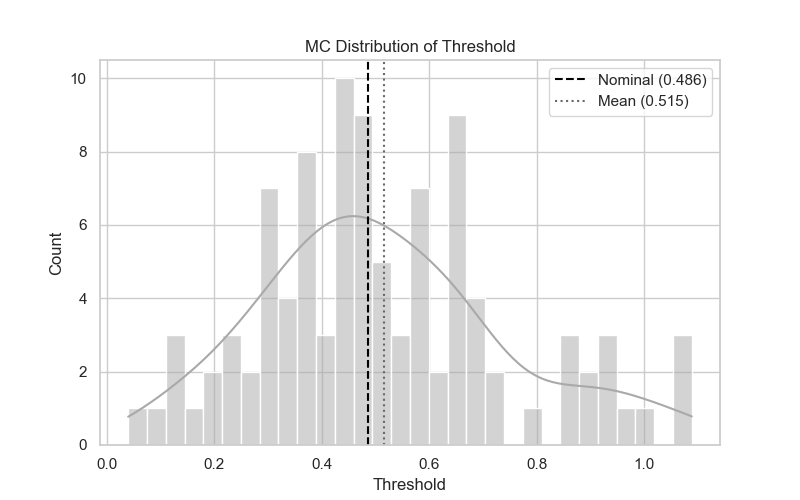 MC Distribution of Threshold
Nominal (0.486)
Mean (0.515)
Count
10
8
6
4
2
0
0.0 0.2 0.4 0.6 0.8 1.0
Threshold